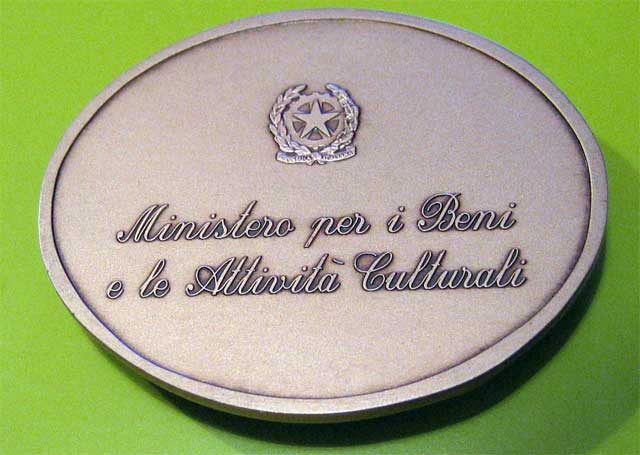 Ministero per i Beni
e le Attività Culturali